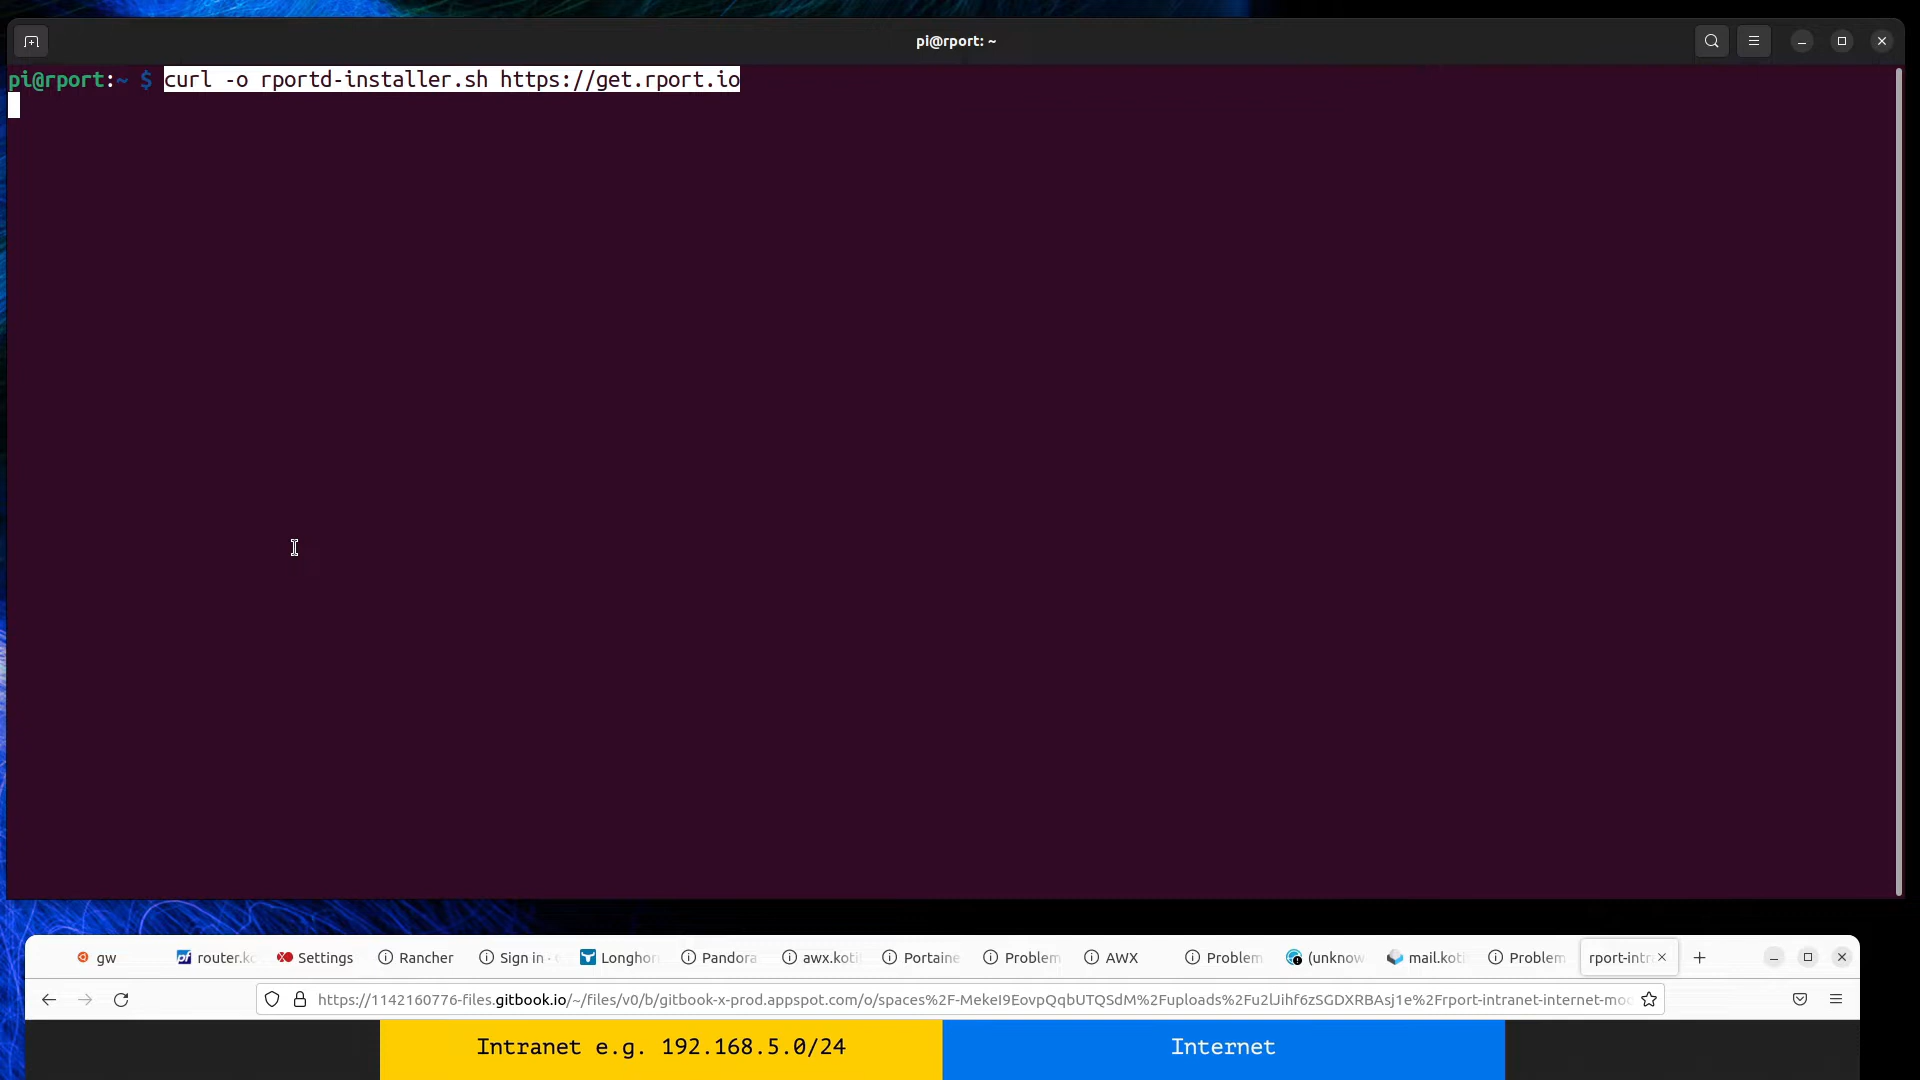 pi@rport: ~
pi@rport:~ $ curl -o rportd-installer.sh https://get.rport.io
gw
router.kc
Settings
Rancher
Sign in ·
Longhor
Pandora
awx.koti
Portaine
Problem
AWX
Problem
(unknow
mail.koti
Problem
rport-intr
https://1142160776-files.gitbook.io/~/files/v0/b/gitbook-x-prod.appspot.com/o/spaces%2F-MekeI9EovpQqbUTQSdM%2Fuploads%2Fu2lJihf6zSGDXRBAsj1e%2Frport-intranet-internet-mod
Intranet e.g. 192.168.5.0/24
Internet